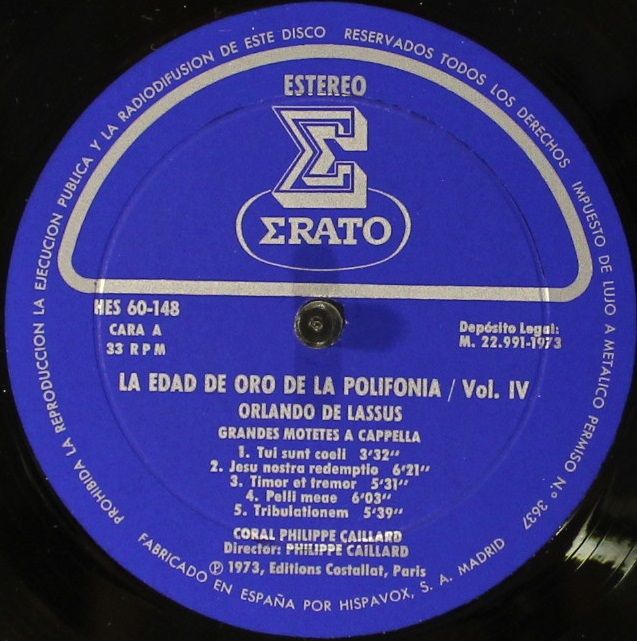 PROHIBIDA LA REPRODUCCION LA EJECUCION PUBLICA Y LA RADIODIFUSION DE ESTE DISCO RESERVADOS TODOS LOS DERECHOS IMPUESTO DE LUJO A METALICO PERMISO N.º 3637
ESTEREO
ΣRATO
HES 60-148
CARA A
33 RPM
Depósito Legal:
M. 22.991-1973
LA EDAD DE ORO DE LA POLIFONIA / Vol. IV
ORLANDO DE LASSUS
GRANDES MOTETES A CAPPELLA
1. Tui sunt coeli 3'32"
2. Jesu nostra redemptio 6'21"
3. Timor et tremor 5'31"
4. Pelli meae 6'03"
5. Tribulationem 5'39"
CORAL PHILIPPE CAILLARD
Director: PHILIPPE CAILLARD
℗ 1973, Editions Costallat, Paris
FABRICADO EN ESPAÑA POR HISPAVOX, S. A. MADRID